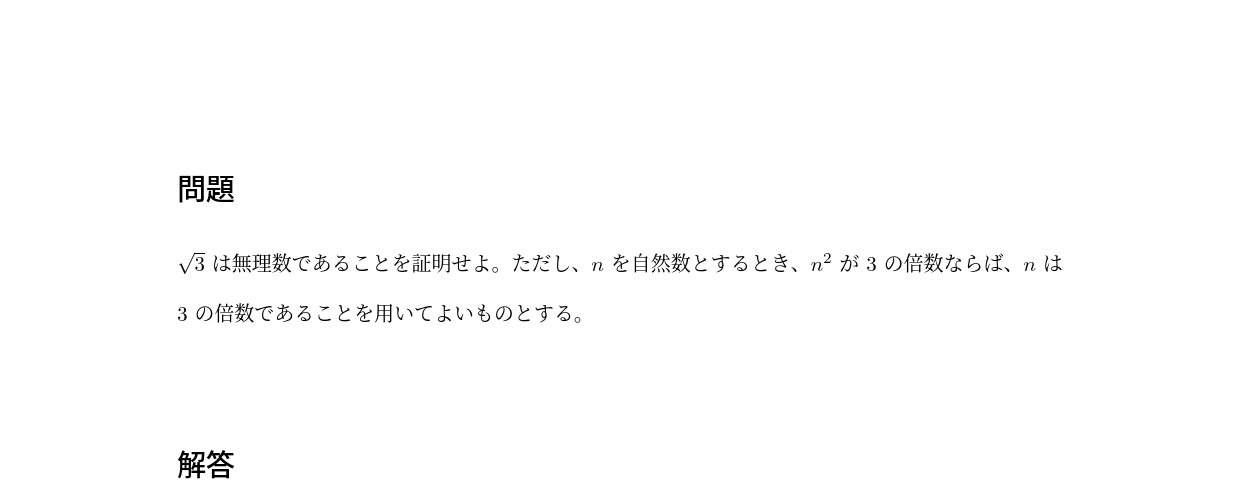 問題
√3 は無理数であることを証明せよ。ただし、n を自然数とするとき、n² が 3 の倍数ならば、n は
3 の倍数であることを用いてよいものとする。
解答